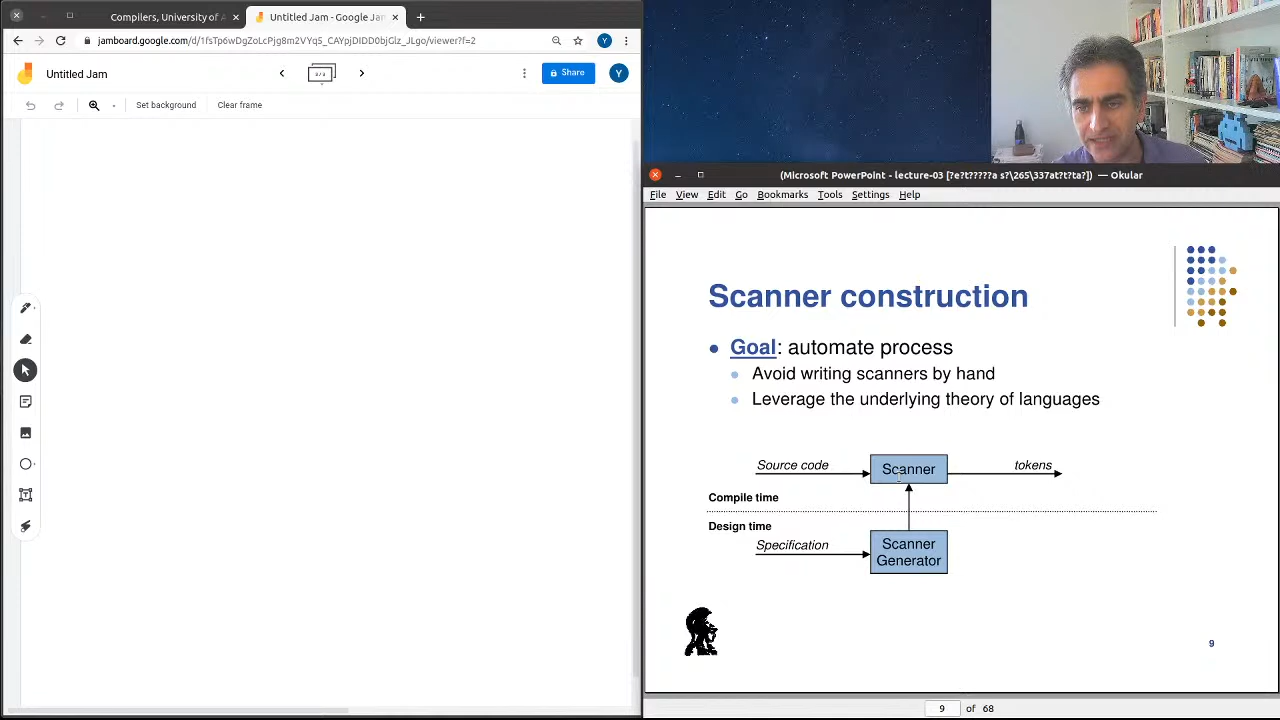 Compilers, University of A
Untitled Jam - Google Jam
jamboard.google.com/d/1fsTp6wDgZoLcPjg8m2VYq5_CAYpjDIDD0bjGlz_JLgo/viewer?f=2
Y
Untitled Jam
3 / 3
Share
Y
Set background
Clear frame
(Microsoft PowerPoint - lecture-03 [?e?t?????a s?\265\337at?t?ta?]) — Okular
File View Edit Go Bookmarks Tools Settings Help
Scanner construction
Goal: automate process
Avoid writing scanners by hand
Leverage the underlying theory of languages
Source code
Scanner
tokens
Compile time
Design time
Specification
Scanner
Generator
9
9 of 68